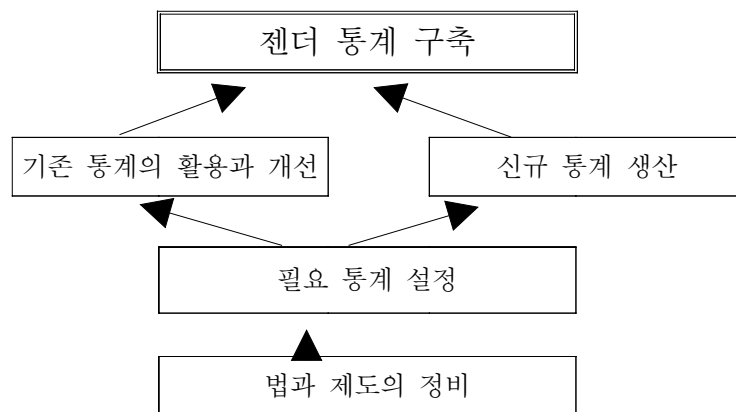 젠더 통계 구축
기존 통계의 활용과 개선
신규 통계 생산
필요 통계 설정
법과 제도의 정비